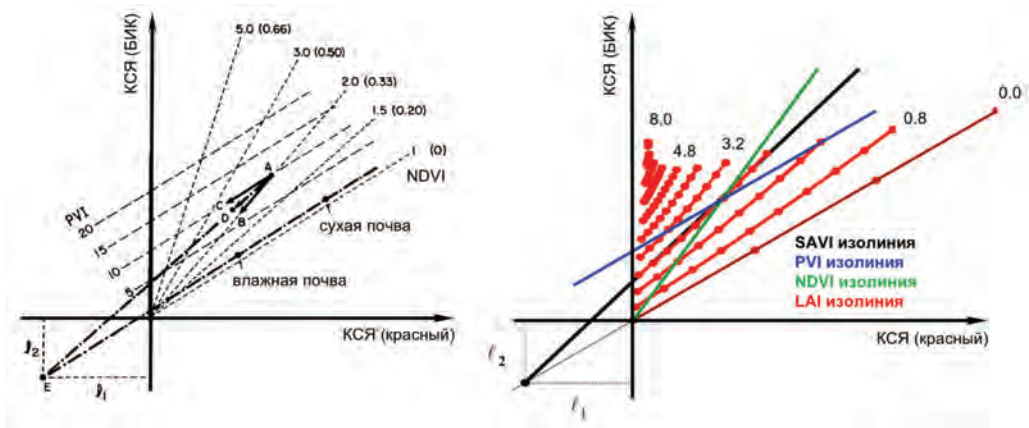 КСЯ (БИК)
5.0 (0.66)
3.0 (0.50)
2.0 (0.33)
1.5 (0.20)
1 (0)
NDVI
PVI
20
15
10
5
A
C
D
B
сухая почва
влажная почва
КСЯ (красный)
E
КСЯ (БИК)
8.0
4.8
3.2
0.8
0.0
SAVI изолиния
PVI изолиния
NDVI изолиния
LAI изолиния
КСЯ (красный)
ℓ2
ℓ1